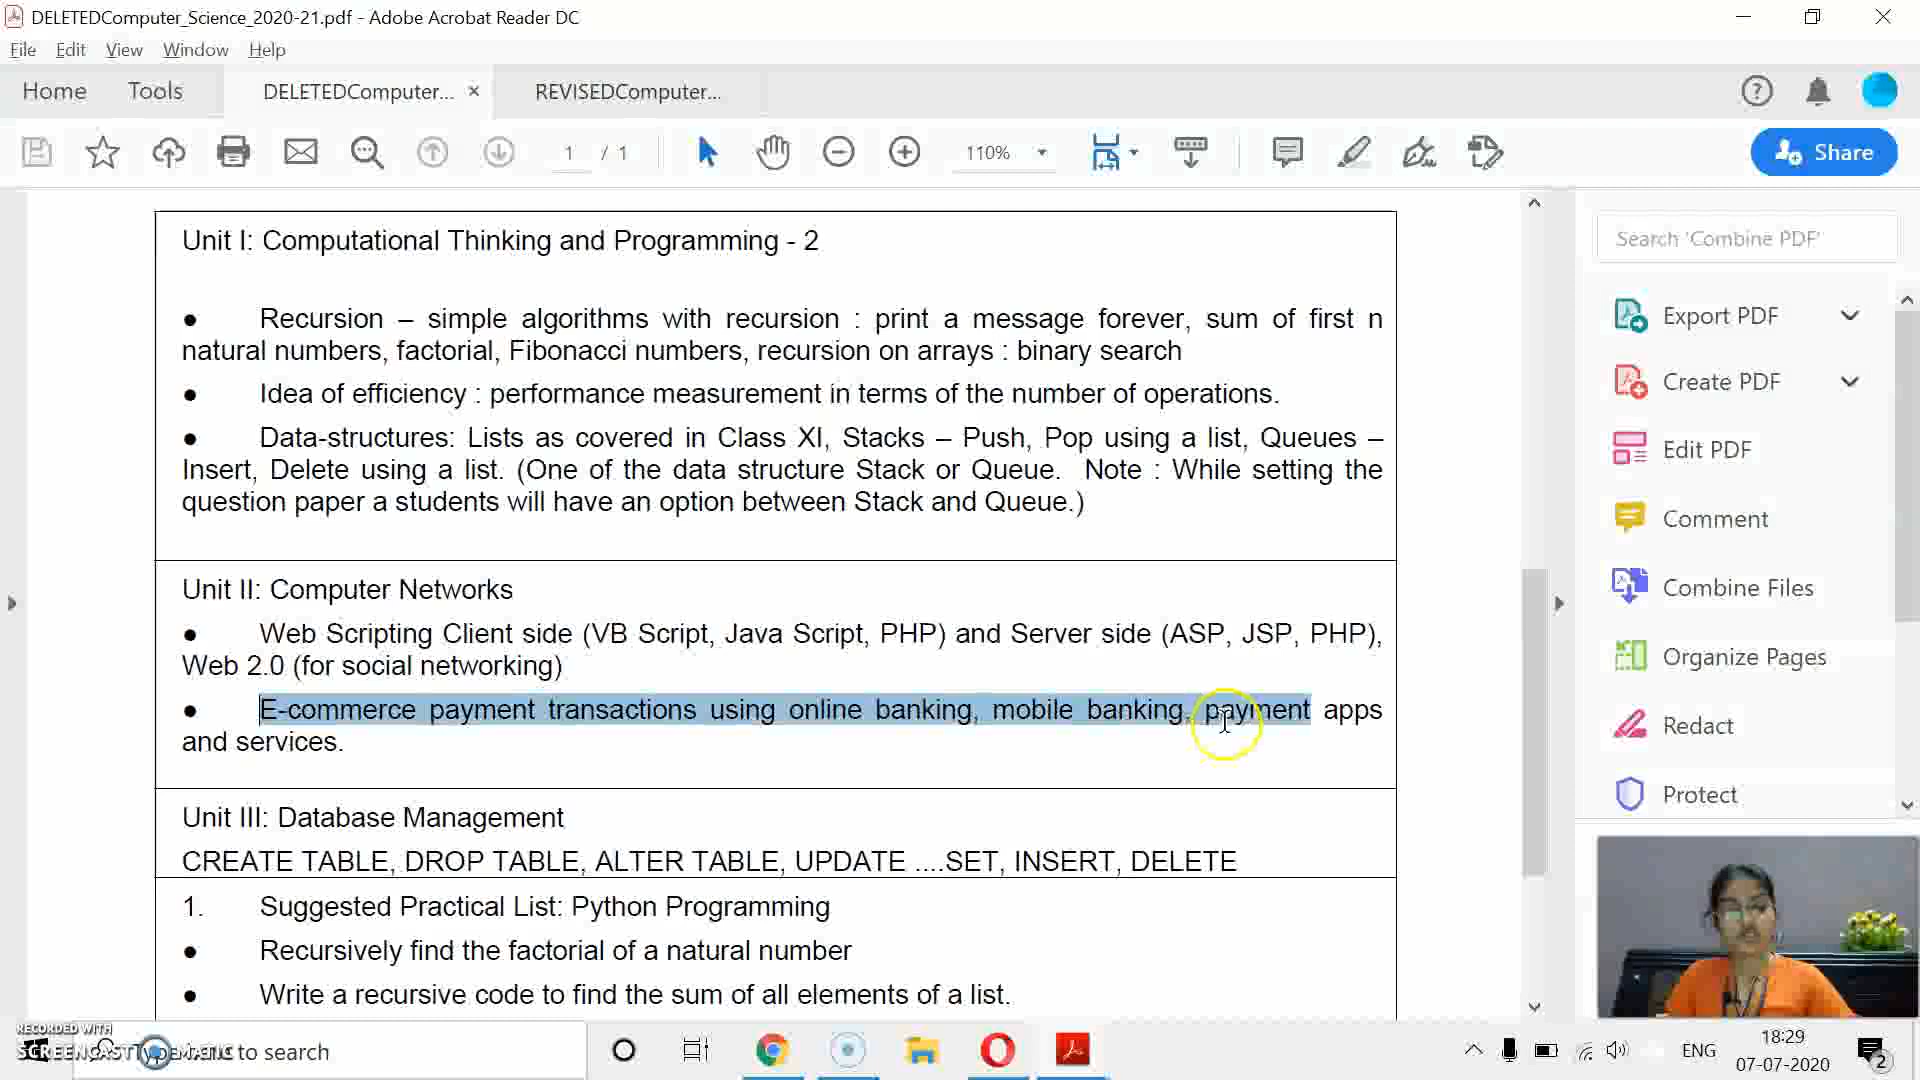 DELETEDComputer_Science_2020-21.pdf - Adobe Acrobat Reader DC
File Edit View Window Help
Home Tools DELETEDComputer... × REVISEDComputer...
1 / 1 110% Share
Unit I: Computational Thinking and Programming - 2
● Recursion – simple algorithms with recursion : print a message forever, sum of first n
natural numbers, factorial, Fibonacci numbers, recursion on arrays : binary search
● Idea of efficiency : performance measurement in terms of the number of operations.
● Data-structures: Lists as covered in Class XI, Stacks – Push, Pop using a list, Queues –
Insert, Delete using a list. (One of the data structure Stack or Queue. Note : While setting the
question paper a students will have an option between Stack and Queue.)
Unit II: Computer Networks
● Web Scripting Client side (VB Script, Java Script, PHP) and Server side (ASP, JSP, PHP),
Web 2.0 (for social networking)
● E-commerce payment transactions using online banking, mobile banking, payment apps
and services.
Unit III: Database Management
CREATE TABLE, DROP TABLE, ALTER TABLE, UPDATE ....SET, INSERT, DELETE
1. Suggested Practical List: Python Programming
● Recursively find the factorial of a natural number
● Write a recursive code to find the sum of all elements of a list.
Search 'Combine PDF'
Export PDF
Create PDF
Edit PDF
Comment
Combine Files
Organize Pages
Redact
Protect
RECORDED WITH
SCREENCAST MATIC
to search
ENG
18:29
07-07-2020
2